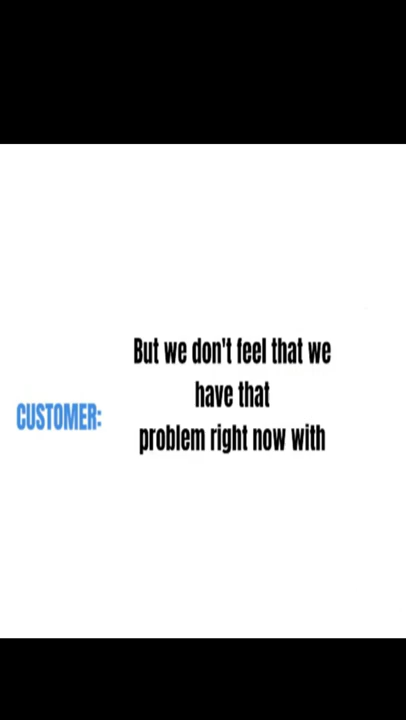 But we don't feel that we
have that
CUSTOMER:
problem right now with